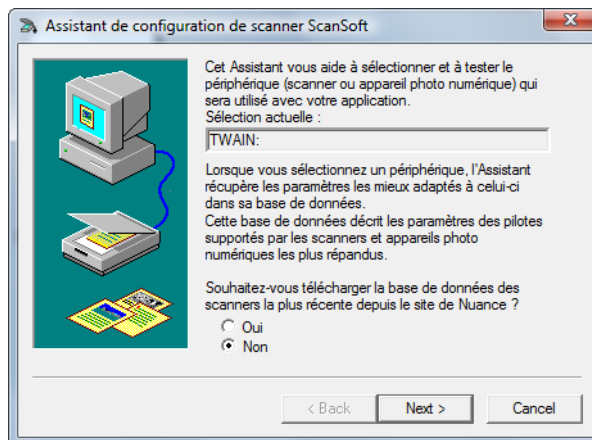 Assistant de configuration de scanner ScanSoft
Cet Assistant vous aide à sélectionner et à tester le
périphérique (scanner ou appareil photo numérique) qui
sera utilisé avec votre application.
Sélection actuelle :
TWAIN:
Lorsque vous sélectionnez un périphérique, l'Assistant
récupère les paramètres les mieux adaptés à celui-ci
dans sa base de données.
Cette base de données décrit les paramètres des pilotes
supportés par les scanners et appareils photo
numériques les plus répandus.
Souhaitez-vous télécharger la base de données des
scanners la plus récente depuis le site de Nuance ?
Oui
Non
< Back Next > Cancel